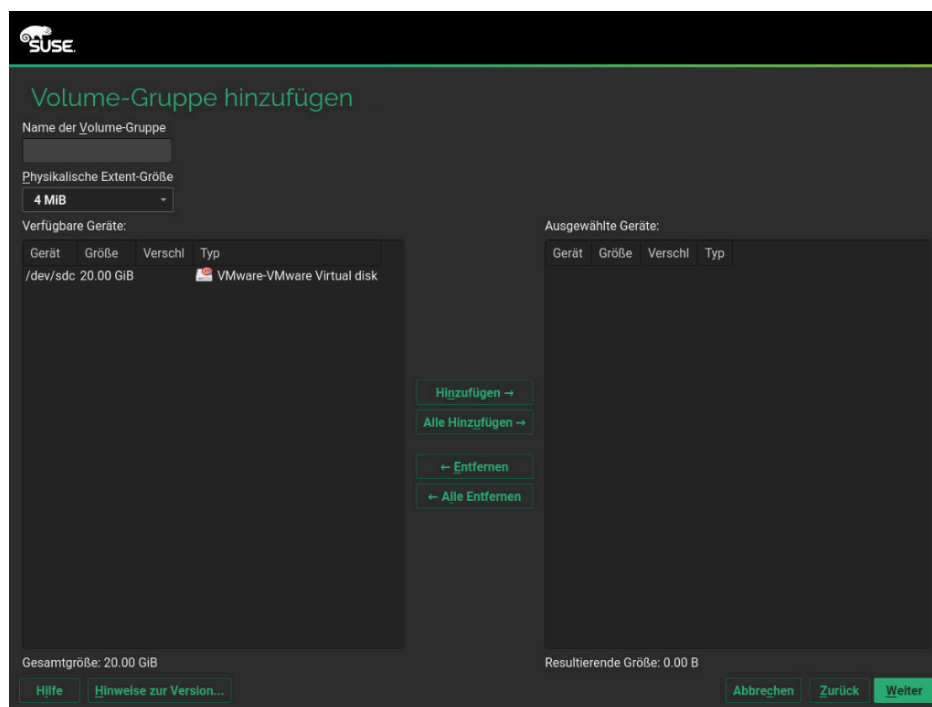 SUSE.
Volume-Gruppe hinzufügen
Name der Volume-Gruppe
Physikalische Extent-Größe
4 MiB
Verfügbare Geräte:
Gerät Größe Verschl Typ
/dev/sdc 20.00 GiB VMware-VMware Virtual disk
Hinzufügen →
Alle Hinzufügen →
← Entfernen
← Alle Entfernen
Ausgewählte Geräte:
Gerät Größe Verschl Typ
Gesamtgröße: 20.00 GiB
Resultierende Größe: 0.00 B
Hilfe Hinweise zur Version... Abbrechen Zurück Weiter